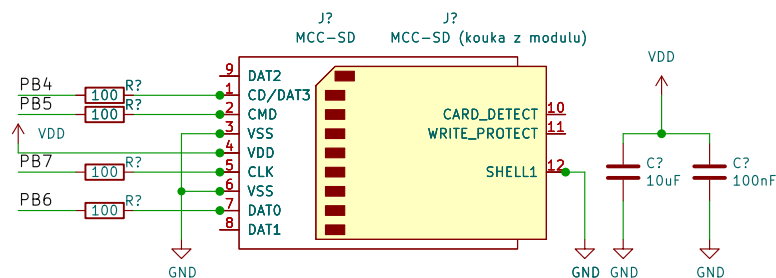 J? J?
MCC-SD MCC-SD (kouka z modulu)
VDD
9 DAT2
PB4 100 R? 1 CD/DAT3
PB5 100 R? 2 CMD CARD_DETECT 10
VDD 3 VSS WRITE_PROTECT 11
4 VDD
PB7 100 R? 5 CLK SHELL1 12 C? 10uF C? 100nF
6 VSS
PB6 100 R? 7 DAT0
8 DAT1
GND GND GND GND